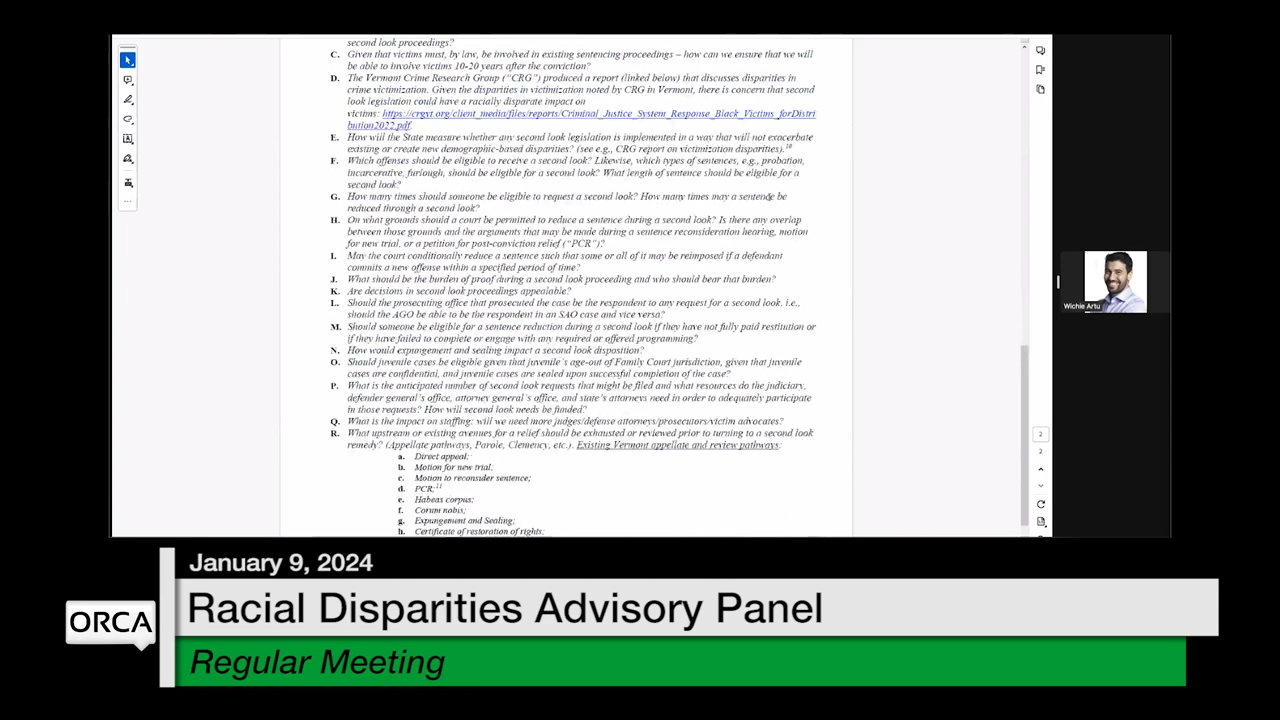 second look proceedings?
C. Given that victims must, by law, be involved in existing sentencing proceedings – how can we ensure that we will
be able to involve victims 10-20 years after the conviction?
D. The Vermont Crime Research Group ("CRG") produced a report (linked below) that discusses disparities in
crime victimization. Given the disparities in victimization noted by CRG in Vermont, there is concern that second
look legislation could have a racially disparate impact on
victims: https://crgvt.org/client_media/files/reports/Criminal_Justice_System_Response_Black_Victims_forDistri
bution2022.pdf.
E. How will the State measure whether any second look legislation is implemented in a way that will not exacerbate
existing or create new demographic-based disparities? (see e.g., CRG report on victimization disparities).10
F. Which offenses should be eligible to receive a second look? Likewise, which types of sentences, e.g., probation,
incarcerative, furlough, should be eligible for a second look? What length of sentence should be eligible for a
second look?
G. How many times should someone be eligible to request a second look? How many times may a sentence be
reduced through a second look?
H. On what grounds should a court be permitted to reduce a sentence during a second look? Is there any overlap
between those grounds and the arguments that may be made during a sentence reconsideration hearing, motion
for new trial, or a petition for post-conviction relief ("PCR")?
I. May the court conditionally reduce a sentence such that some or all of it may be reimposed if a defendant
commits a new offense within a specified period of time?
J. What should be the burden of proof during a second look proceeding and who should bear that burden?
K. Are decisions in second look proceedings appealable?
L. Should the prosecuting office that prosecuted the case be the respondent to any request for a second look, i.e.,
should the AGO be able to be the respondent in an SAO case and vice versa?
M. Should someone be eligible for a sentence reduction during a second look if they have not fully paid restitution or
if they have failed to complete or engage with any required or offered programming?
N. How would expungement and sealing impact a second look disposition?
O. Should juvenile cases be eligible given that juvenile's age-out of Family Court jurisdiction, given that juvenile
cases are confidential, and juvenile cases are sealed upon successful completion of the case?
P. What is the anticipated number of second look requests that might be filed and what resources do the judiciary,
defender general's office, attorney general's office, and state's attorneys need in order to adequately participate
in those requests? How will second look needs be funded?
Q. What is the impact on staffing: will we need more judges/defense attorneys/prosecutors/victim advocates?
R. What upstream or existing avenues for a relief should be exhausted or reviewed prior to turning to a second look
remedy? (Appellate pathways, Parole, Clemency, etc.). Existing Vermont appellate and review pathways:
a. Direct appeal;
b. Motion for new trial;
c. Motion to reconsider sentence;
d. PCR;11
e. Habeas corpus;
f. Corum nobis;
g. Expungement and Sealing;
h. Certificate of restoration of rights;
2
2
Wichie Artu
January 9, 2024
ORCA
Racial Disparities Advisory Panel
Regular Meeting